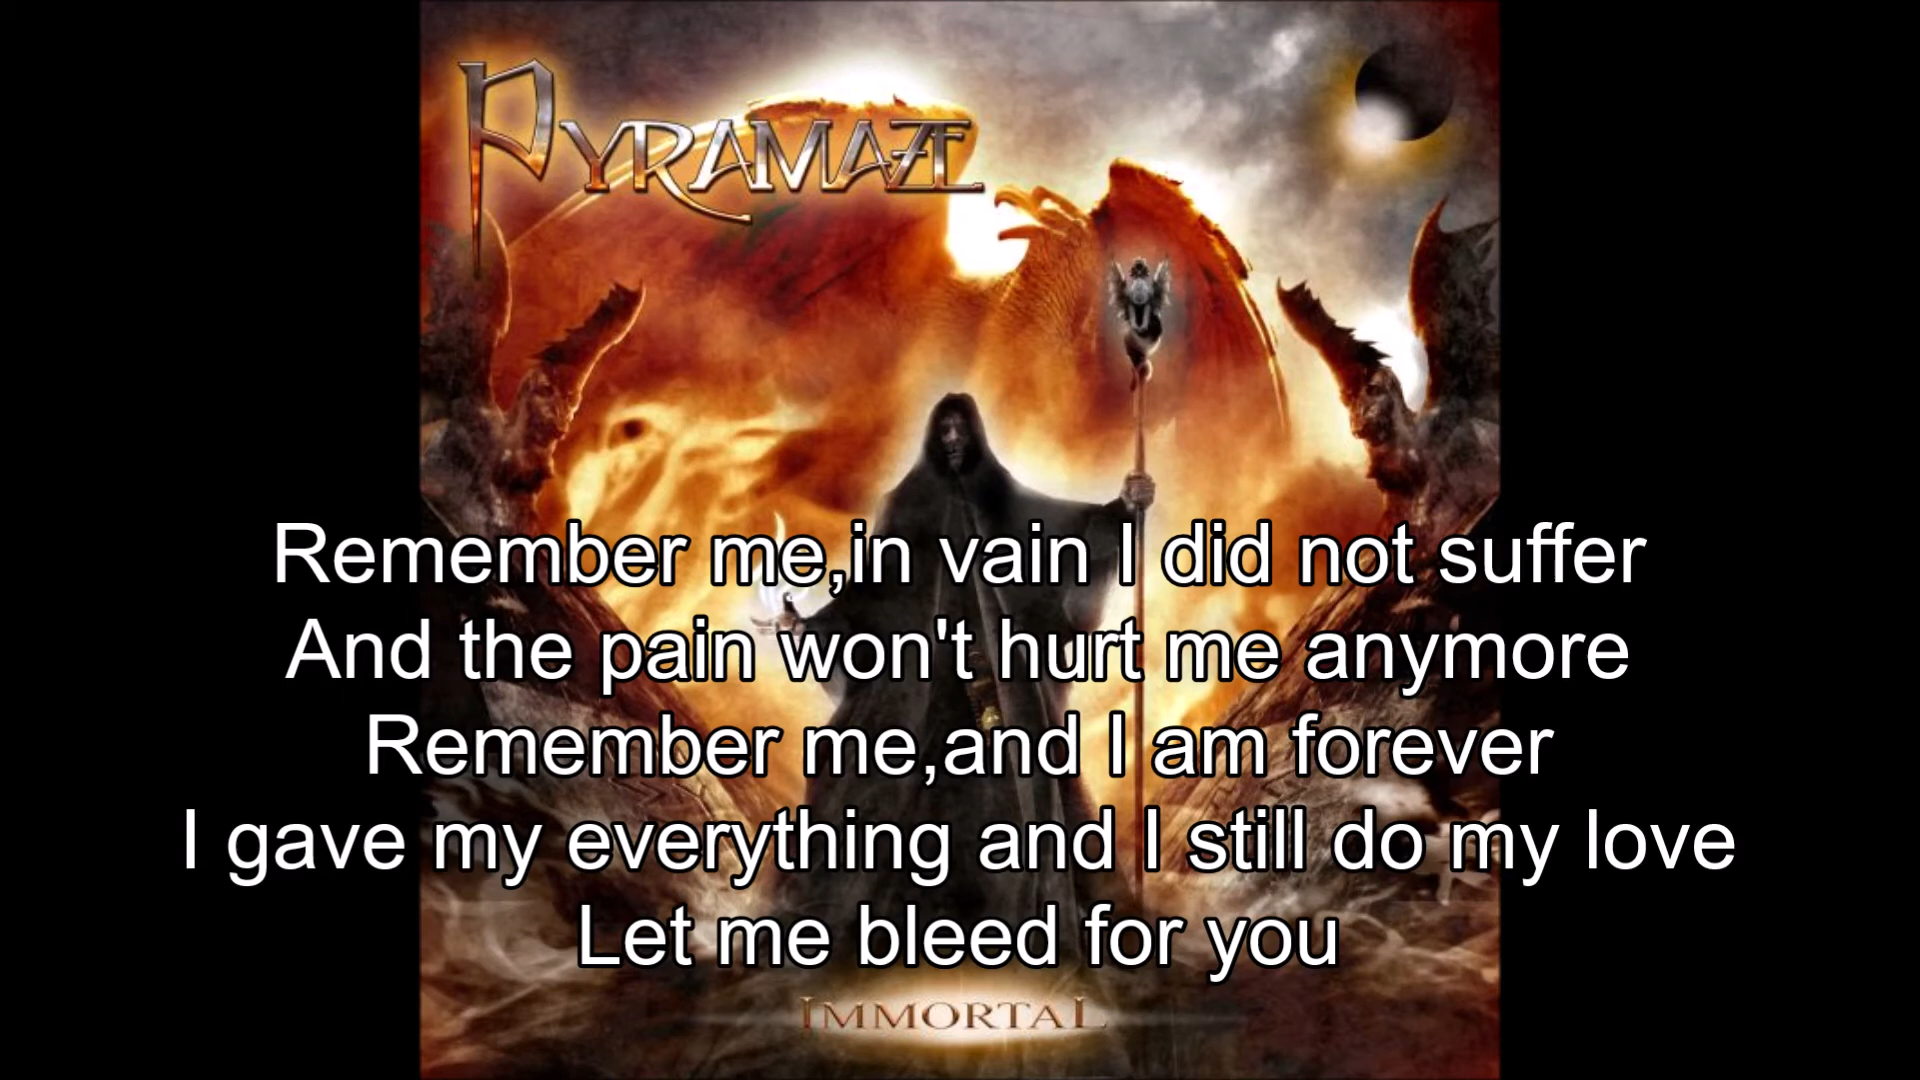 PYRAMAZE
Remember me,in vain I did not suffer
And the pain won't hurt me anymore
Remember me,and I am forever
I gave my everything and I still do my love
Let me bleed for you
IMMORTAL